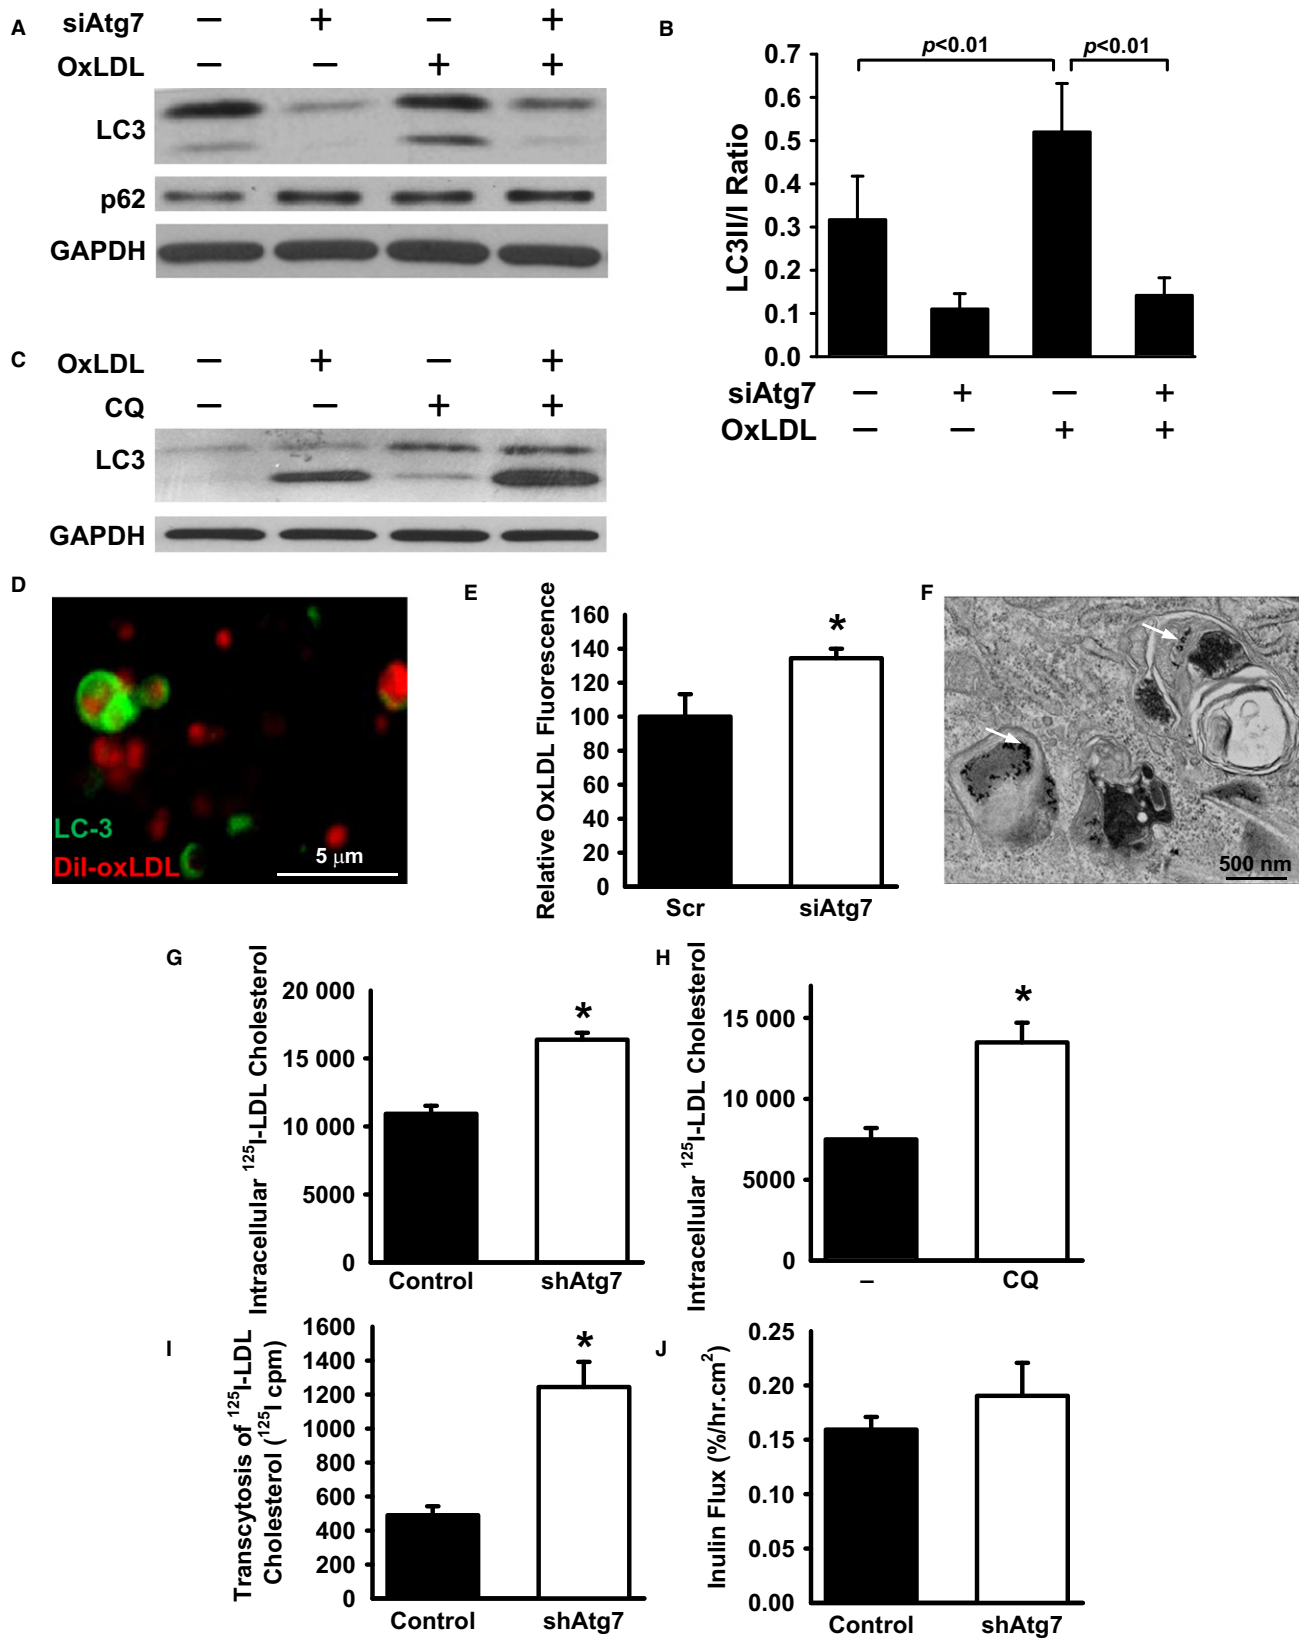 A
siAtg7 – + – +
OxLDL – – + +
LC3
p62
GAPDH
B
p<0.01
p<0.01
LC3II/I Ratio
0.7
0.6
0.5
0.4
0.3
0.2
0.1
0.0
siAtg7 – + – +
OxLDL – – + +
C
OxLDL – + – +
CQ – – + +
LC3
GAPDH
D
LC-3
Dil-oxLDL
5 μm
E
Relative OxLDL Fluorescence
160
140
120
100
80
60
40
20
0
*
Scr siAtg7
F
500 nm
G
Intracellular ¹²⁵I-LDL Cholesterol
20 000
15 000
10 000
5000
0
*
Control shAtg7
H
Intracellular ¹²⁵I-LDL Cholesterol
15 000
10 000
5000
0
*
– CQ
I
Transcytosis of ¹²⁵I-LDL
Cholesterol (¹²⁵I cpm)
1600
1400
1200
1000
800
600
400
200
0
*
Control shAtg7
J
Inulin Flux (%/hr.cm²)
0.25
0.20
0.15
0.10
0.05
0.00
Control shAtg7